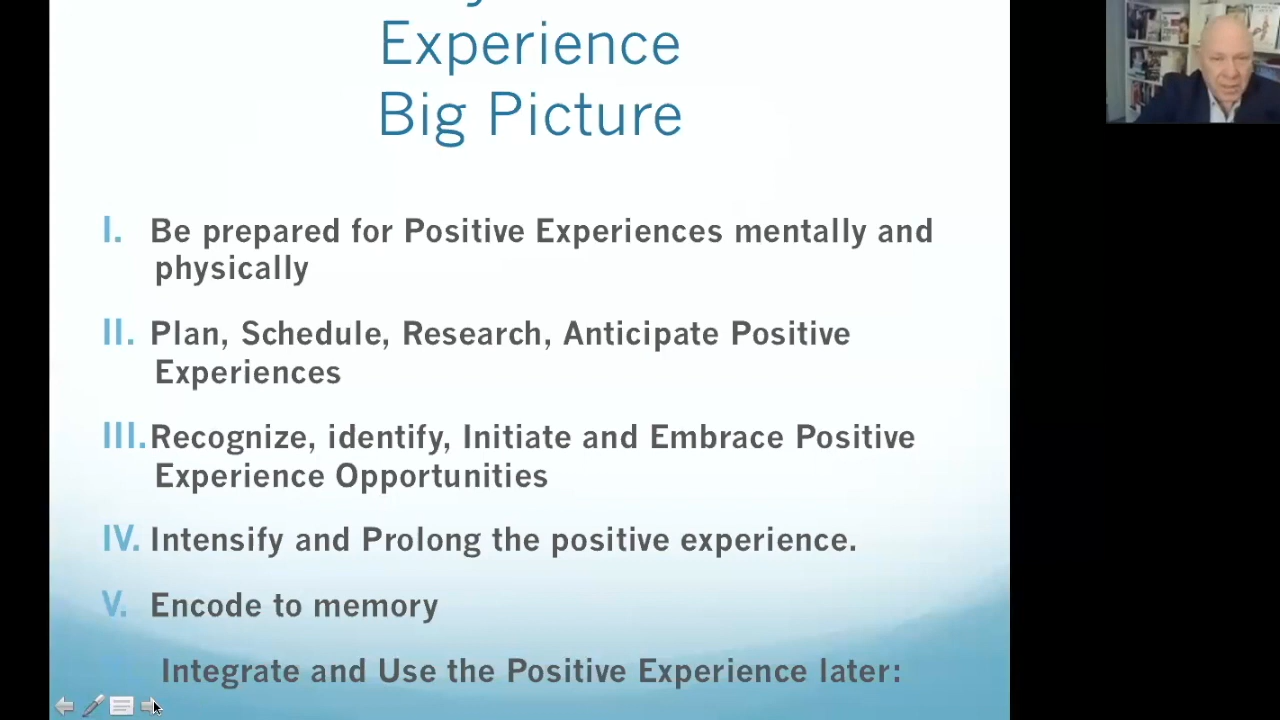 Experience
Big Picture
I. Be prepared for Positive Experiences mentally and
physically
II. Plan, Schedule, Research, Anticipate Positive
Experiences
III. Recognize, identify, Initiate and Embrace Positive
Experience Opportunities
IV. Intensify and Prolong the positive experience.
V. Encode to memory
Integrate and Use the Positive Experience later: